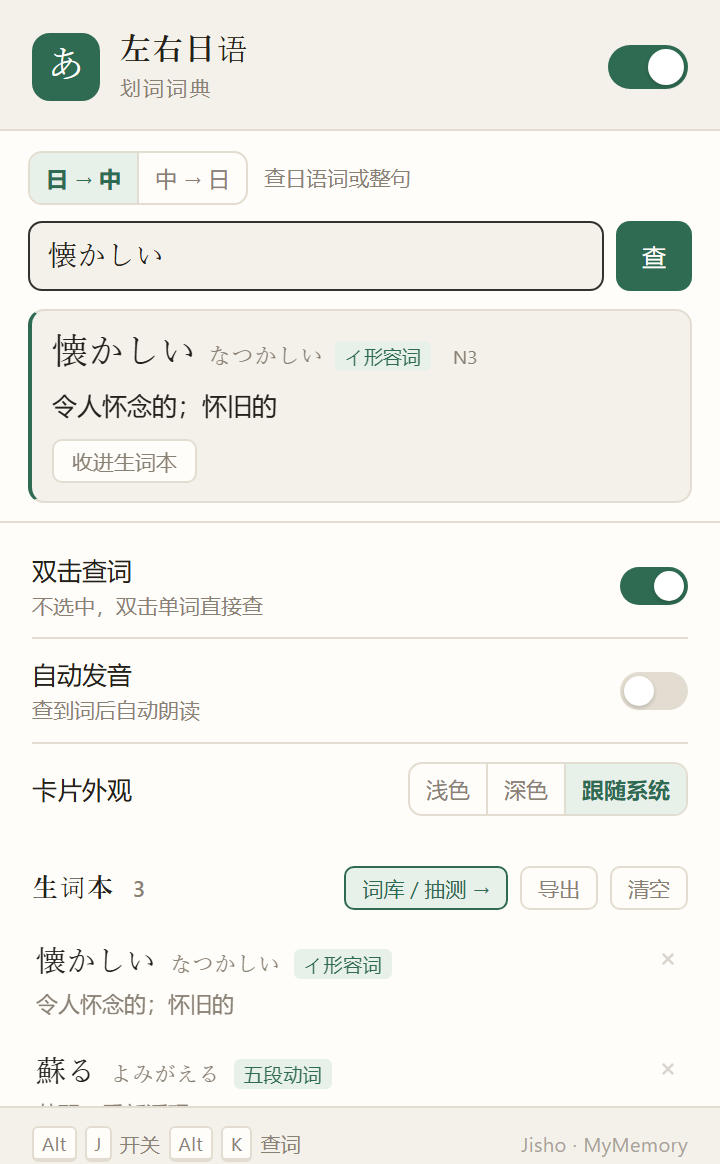 あ
左右日语
划词词典
日 → 中 中 → 日 查日语词或整句
懐かしい 查
懐かしい なつかしい イ形容词 N3
令人怀念的；怀旧的
收进生词本
双击查词
不选中，双击单词直接查
自动发音
查到词后自动朗读
卡片外观 浅色 深色 跟随系统
生词本 3 词库 / 抽测 → 导出 清空
懐かしい なつかしい イ形容词 ×
令人怀念的；怀旧的
蘇る よみがえる 五段动词 ×
Alt J 开关 Alt K 查词 Jisho · MyMemory